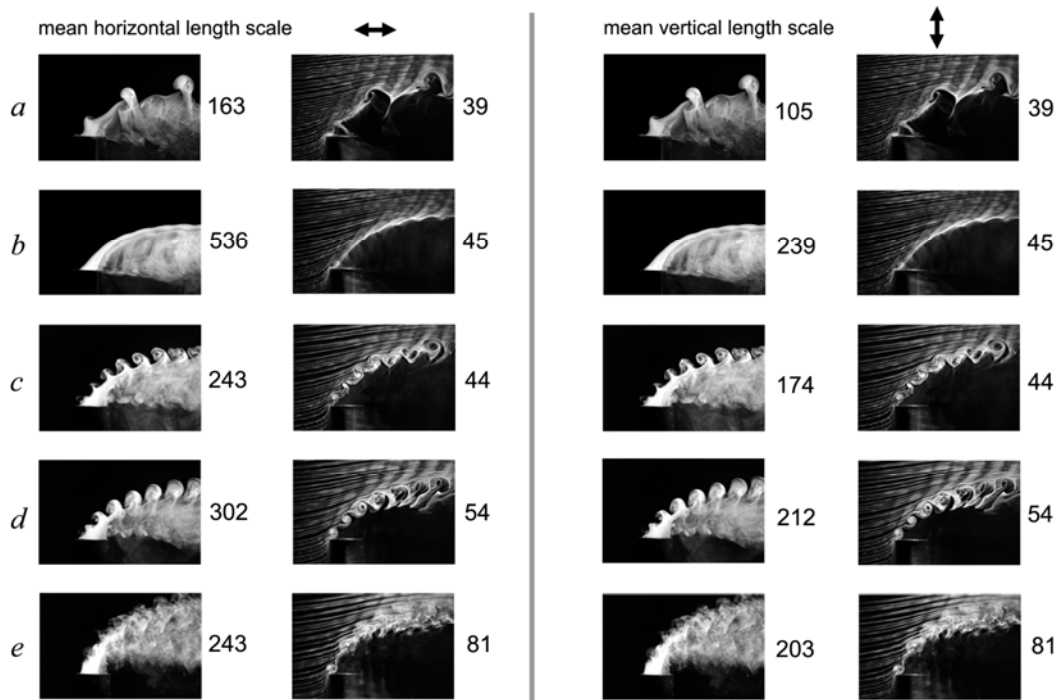 mean horizontal length scale
mean vertical length scale
a 163 39 105 39
b 536 45 239 45
c 243 44 174 44
d 302 54 212 54
e 243 81 203 81